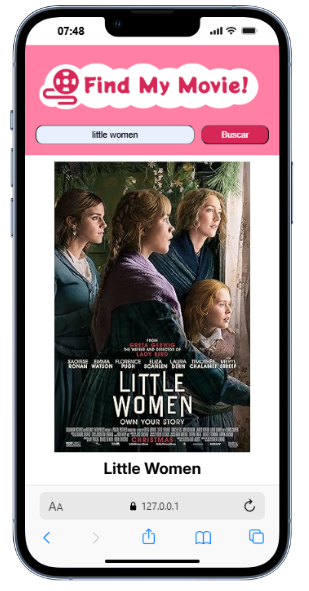 07:48
Find My Movie!
little women
Buscar
FROM
GRETA GERWIG
THE WRITER AND DIRECTOR OF
LADY BIRD
SAOIRSE EMMA FLORENCE ELIZA LAURA TIMOTHÉE MERYL
RONAN WATSON PUGH SCANLEN DERN CHALAMET STREEP
LITTLE
WOMEN
OWN YOUR STORY
CHRISTMAS
Little Women
AA 127.0.0.1